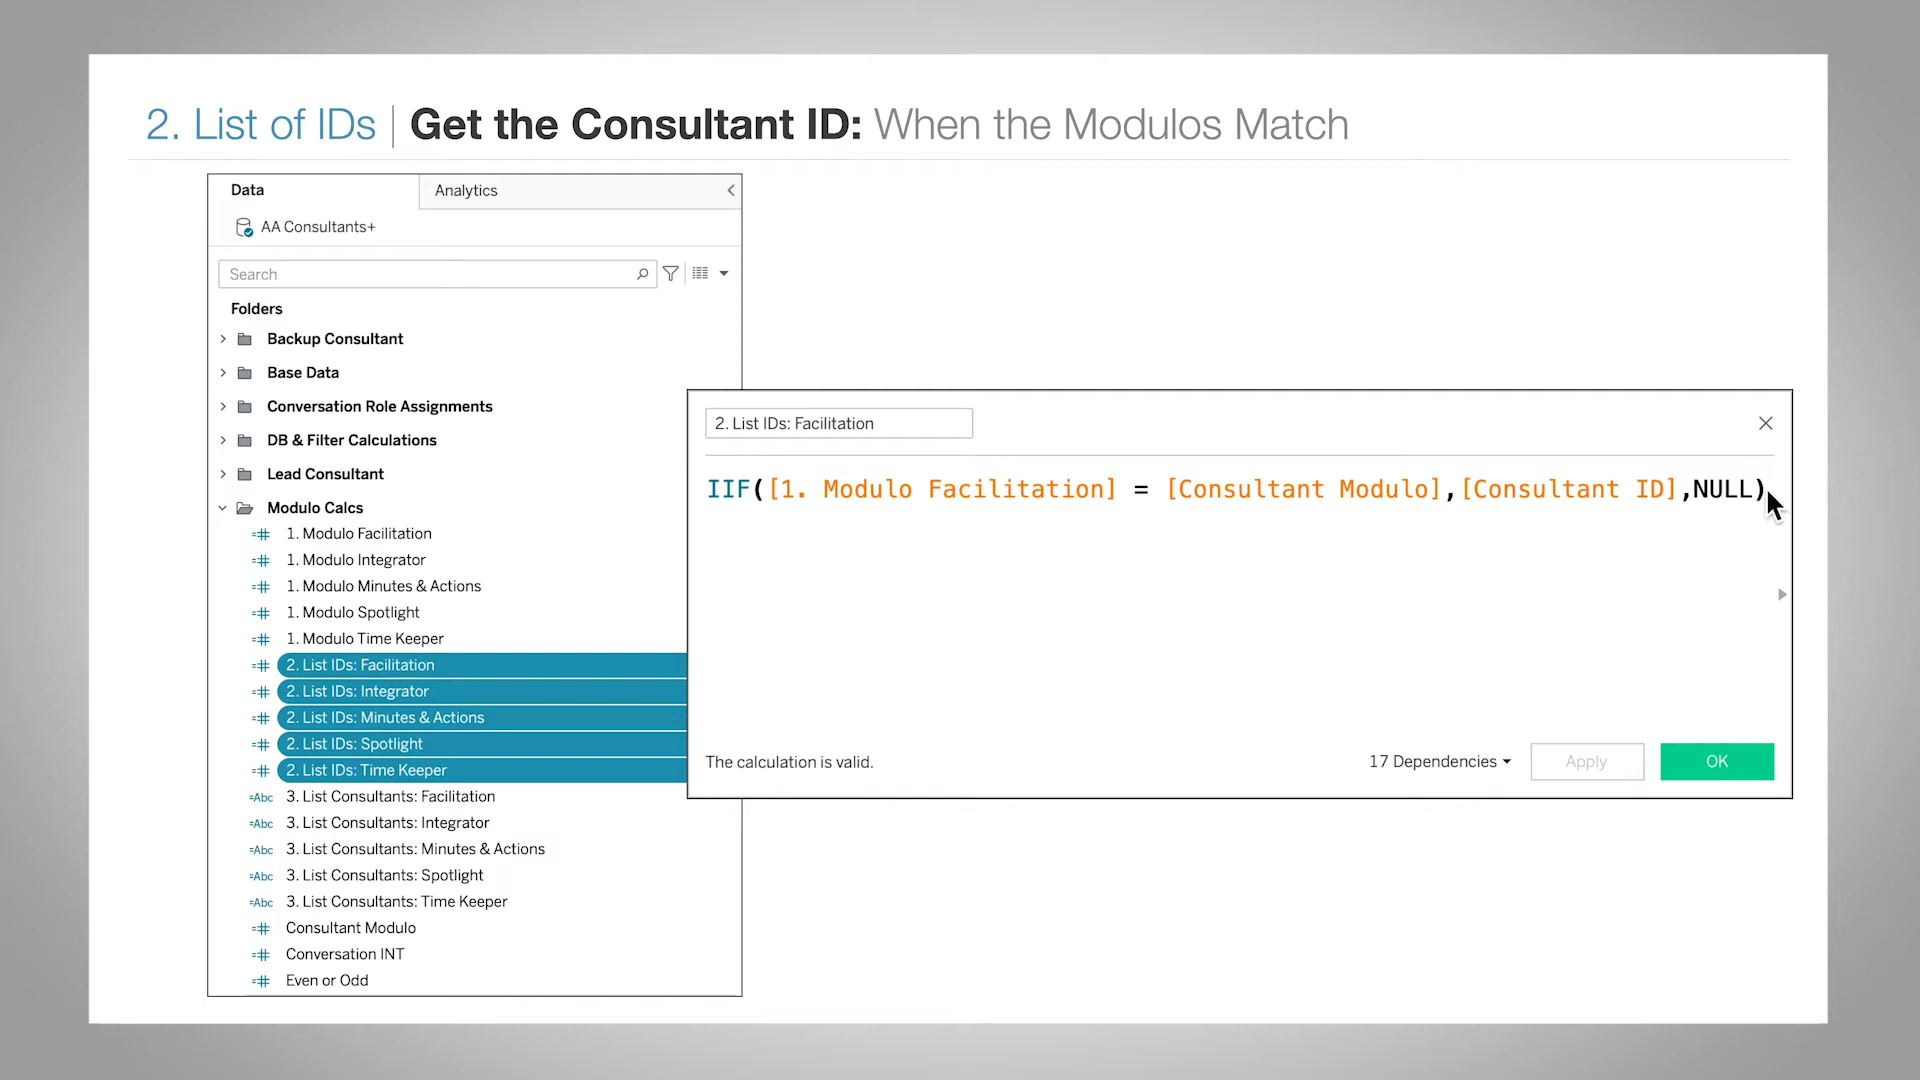 2. List of IDs | Get the Consultant ID: When the Modulos Match
Data
Analytics
AA Consultants+
Search
Folders
Backup Consultant
Base Data
Conversation Role Assignments
DB & Filter Calculations
Lead Consultant
Modulo Calcs
=# 1. Modulo Facilitation
=# 1. Modulo Integrator
=# 1. Modulo Minutes & Actions
=# 1. Modulo Spotlight
=# 1. Modulo Time Keeper
=# 2. List IDs: Facilitation
=# 2. List IDs: Integrator
=# 2. List IDs: Minutes & Actions
=# 2. List IDs: Spotlight
=# 2. List IDs: Time Keeper
=Abc 3. List Consultants: Facilitation
=Abc 3. List Consultants: Integrator
=Abc 3. List Consultants: Minutes & Actions
=Abc 3. List Consultants: Spotlight
=Abc 3. List Consultants: Time Keeper
=# Consultant Modulo
=# Conversation INT
=# Even or Odd
2. List IDs: Facilitation
IIF([1. Modulo Facilitation] = [Consultant Modulo],[Consultant ID],NULL)
The calculation is valid.
17 Dependencies
Apply
OK